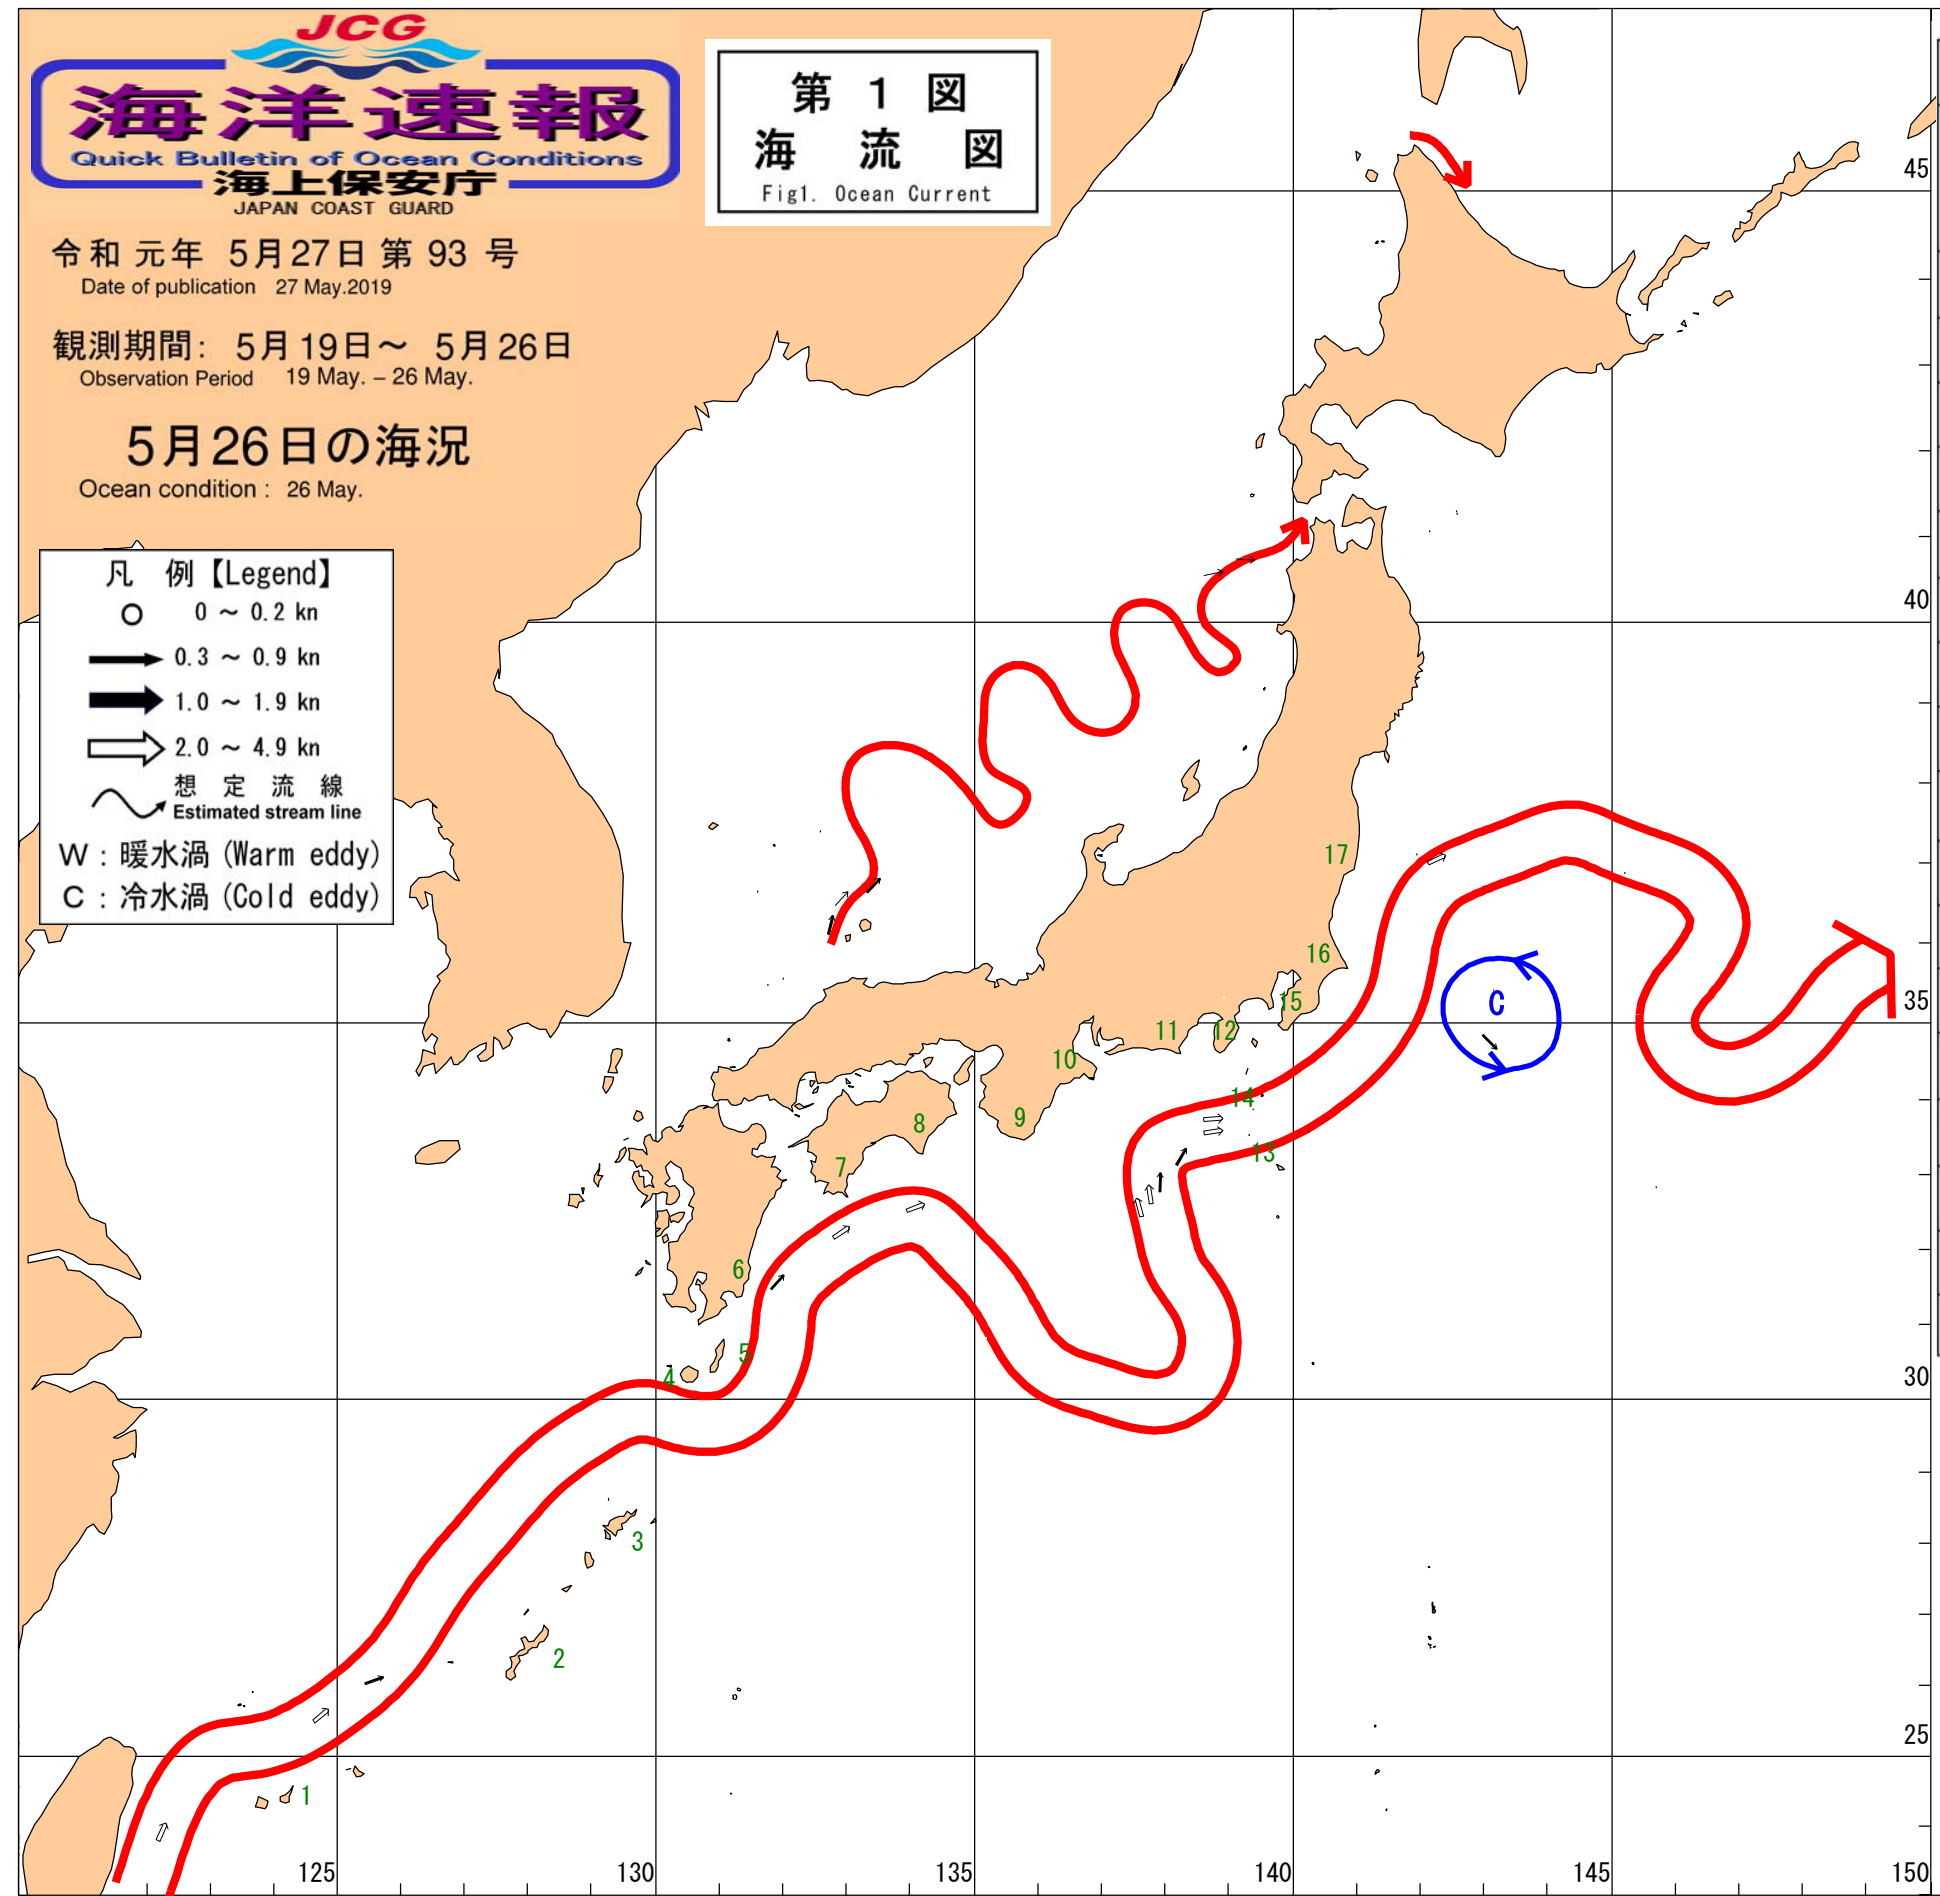 JCG
海洋速報
Quick Bulletin of Ocean Conditions
海上保安庁
JAPAN COAST GUARD
令和 元年 5月27日 第 93 号
Date of publication 27 May.2019
観測期間: 5月19日～ 5月26日
Observation Period 19 May. – 26 May.
5月26日の海況
Ocean condition : 26 May.
第 1 図
海 流 図
Fig1. Ocean Current
凡 例【Legend】
0 ～ 0.2 kn
0.3 ～ 0.9 kn
1.0 ～ 1.9 kn
2.0 ～ 4.9 kn
想 定 流 線
Estimated stream line
W : 暖水渦 (Warm eddy)
C : 冷水渦 (Cold eddy)
45
40
17
16
C
35
15
11
12
10
14
9
8
13
7
6
5
4
30
3
2
25
1
125
130
135
140
145
150